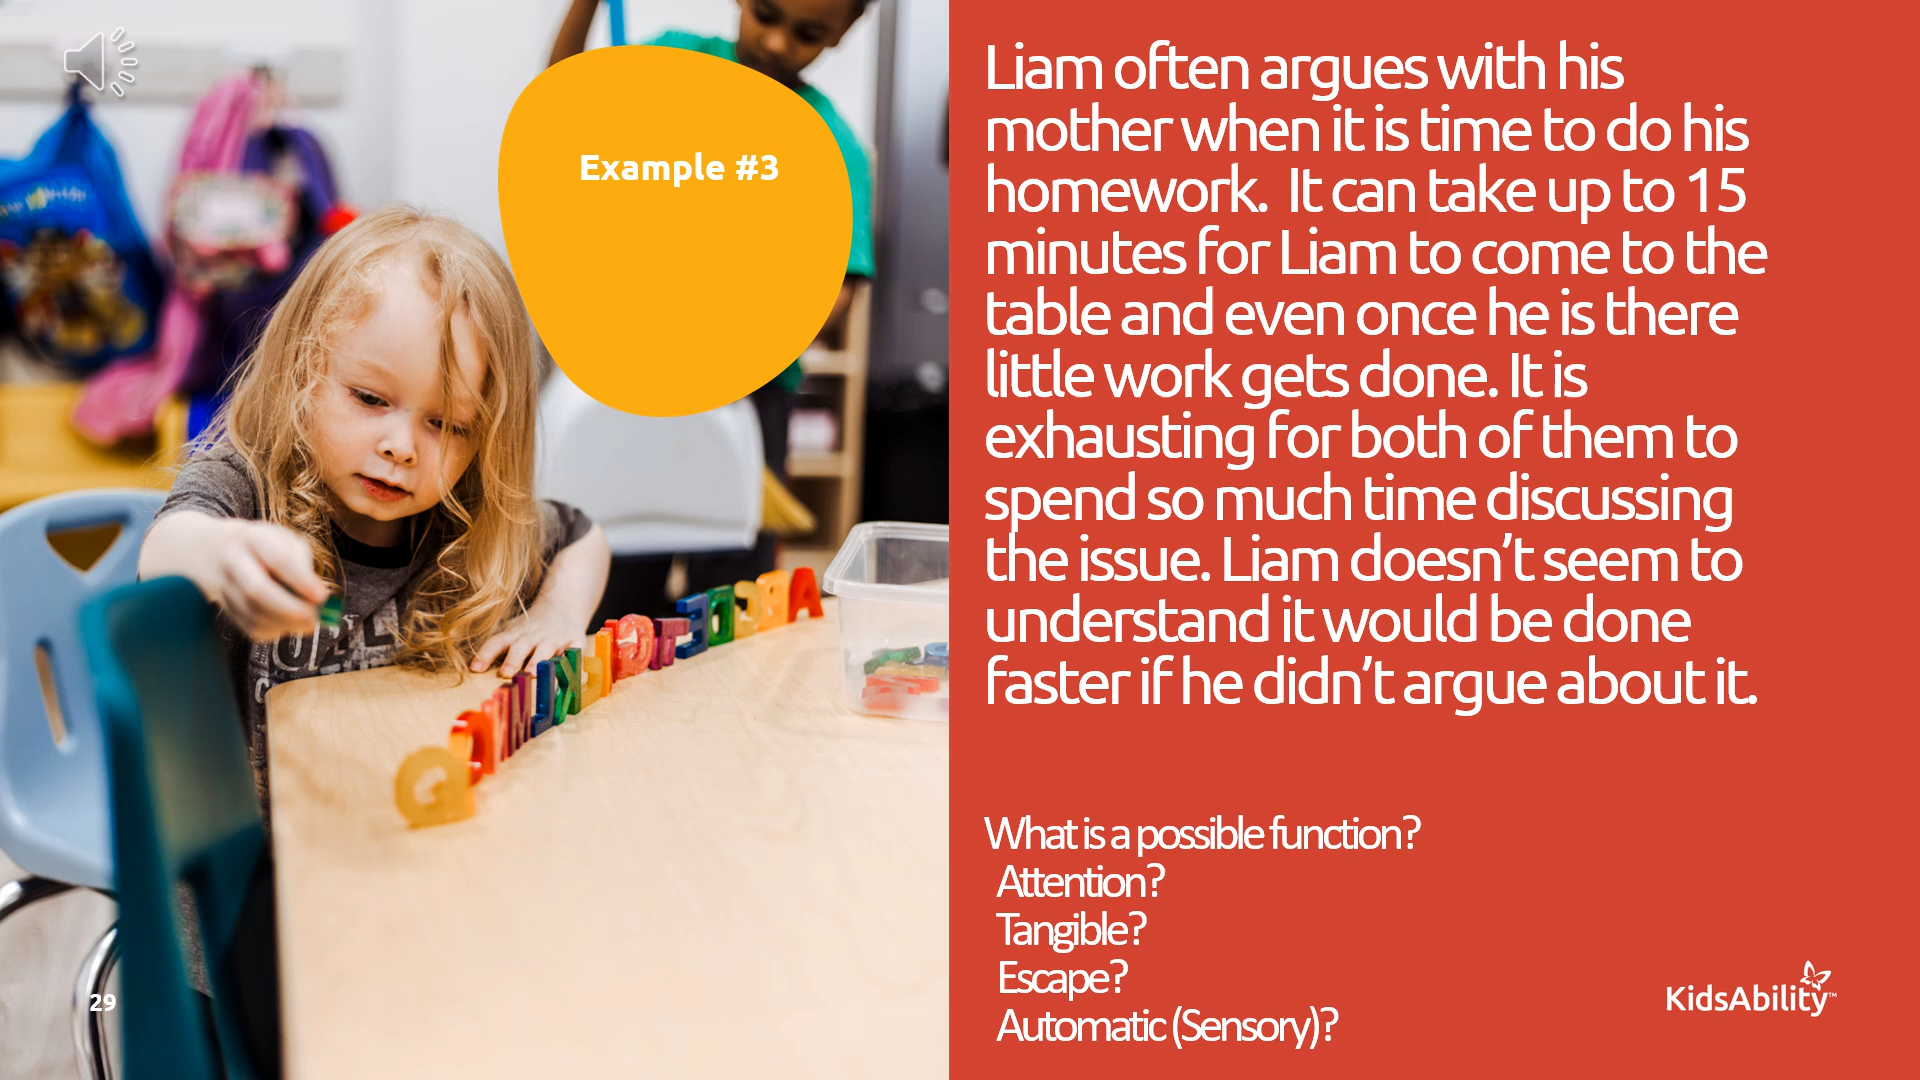 Example #3
Liam often argues with his
mother when it is time to do his
homework.  It can take up to 15
minutes for Liam to come to the
table and even once he is there
little work gets done. It is
exhausting for both of them to
spend so much time discussing
the issue. Liam doesn’t seem to
understand it would be done
faster if he didn’t argue about it.
What is a possible function?
Attention?
Tangible?
Escape?
Automatic (Sensory)?
29
KidsAbility™